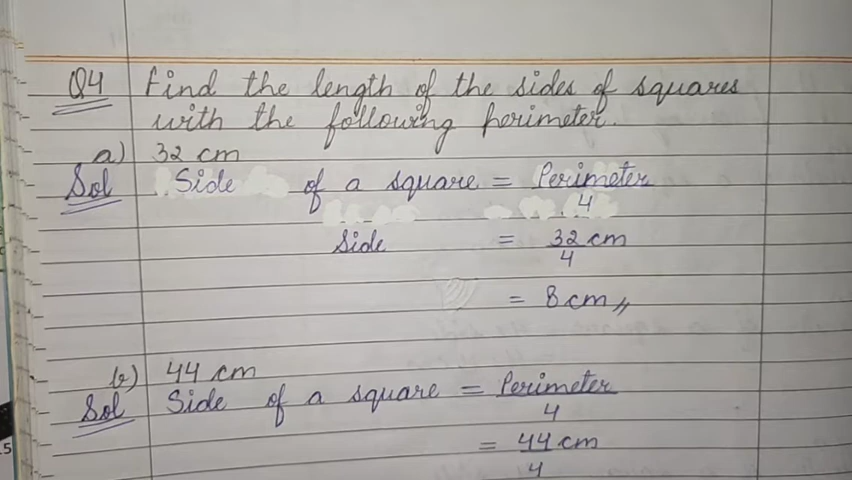 Q4 Find the length of the sides of squares
with the following perimeter.
a) 32 cm
Sol Side of a square = Perimeter
4
Side = 32 cm
4
= 8 cm
b) 44 cm
Sol Side of a square = Perimeter
4
= 44 cm
4
5